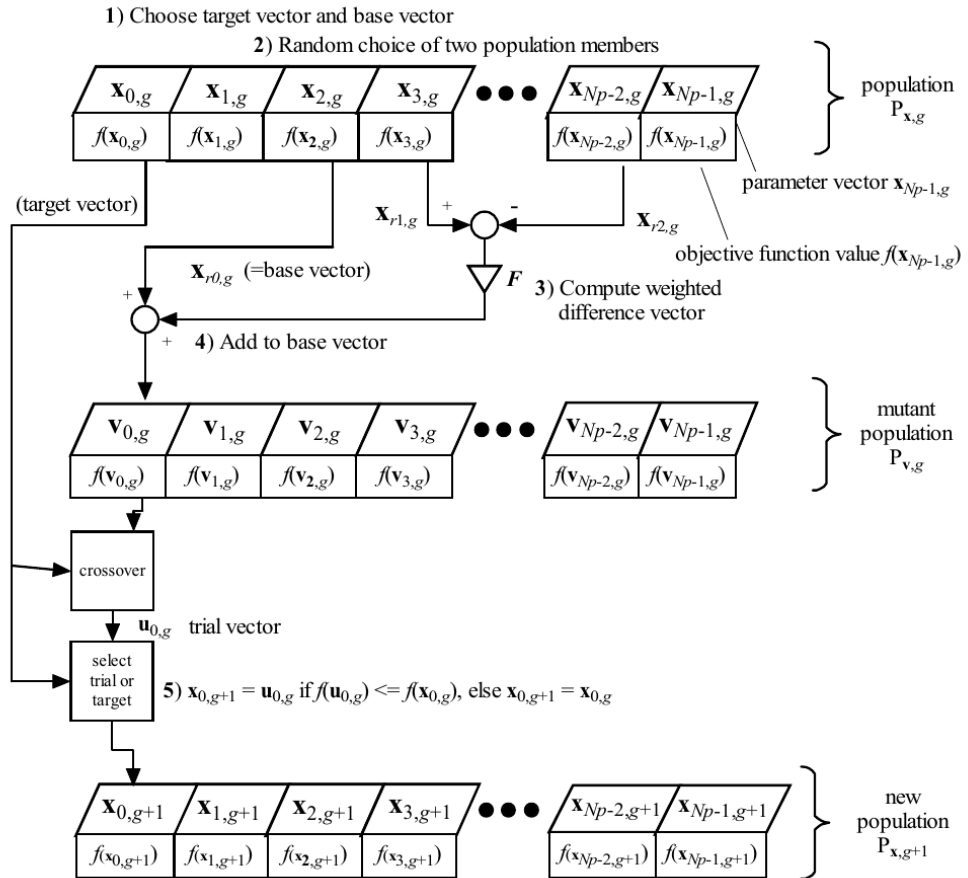 1) Choose target vector and base vector
2) Random choice of two population members
x0,g x1,g x2,g x3,g ●●● xNp-2,g xNp-1,g
f(x0,g) f(x1,g) f(x2,g) f(x3,g) f(xNp-2,g) f(xNp-1,g)
population
Px,g
parameter vector xNp-1,g
(target vector)
xr1,g + - xr2,g
objective function value f(xNp-1,g)
xr0,g (=base vector)
F
3) Compute weighted
difference vector
+
+
4) Add to base vector
v0,g v1,g v2,g v3,g ●●● vNp-2,g vNp-1,g
f(v0,g) f(v1,g) f(v2,g) f(v3,g) f(vNp-2,g) f(vNp-1,g)
mutant
population
Pv,g
crossover
u0,g trial vector
select
trial or
target
5) x0,g+1 = u0,g if f(u0,g) <= f(x0,g), else x0,g+1 = x0,g
x0,g+1 x1,g+1 x2,g+1 x3,g+1 ●●● xNp-2,g+1 xNp-1,g+1
f(x0,g+1) f(x1,g+1) f(x2,g+1) f(x3,g+1) f(xNp-2,g+1) f(xNp-1,g+1)
new
population
Px,g+1